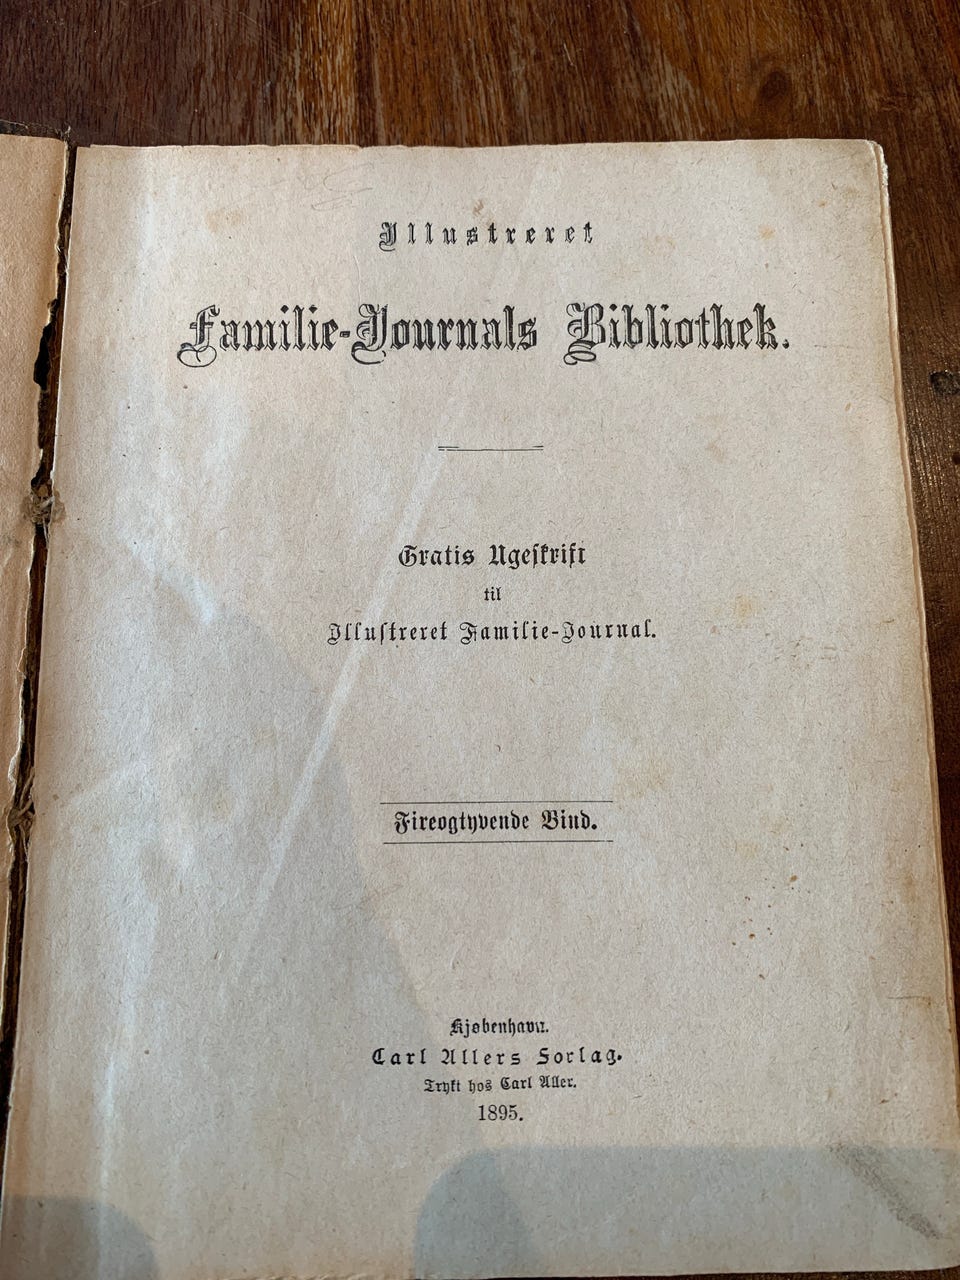 Illustreret
Familie-Journals Bibliothek.
Gratis Ugeskrift
til
Illustreret Familie-Journal.
Fireogtyvende Bind.
Kjøbenhavn.
Carl Allers Forlag.
Trykt hos Carl Aller.
1895.